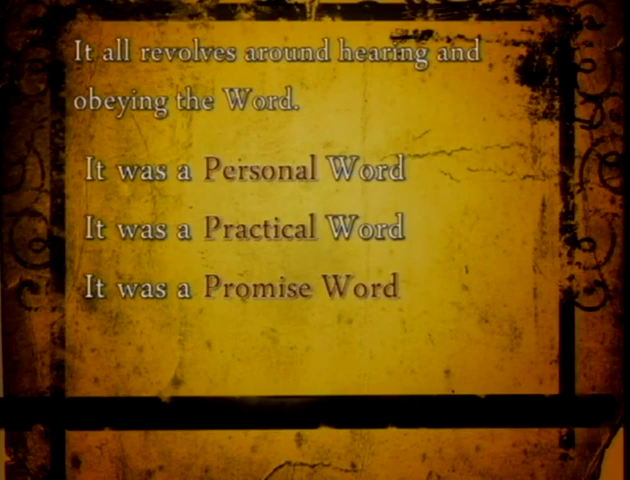 It all revolves around hearing and
obeying the Word.
It was a Personal Word
It was a Practical Word
It was a Promise Word